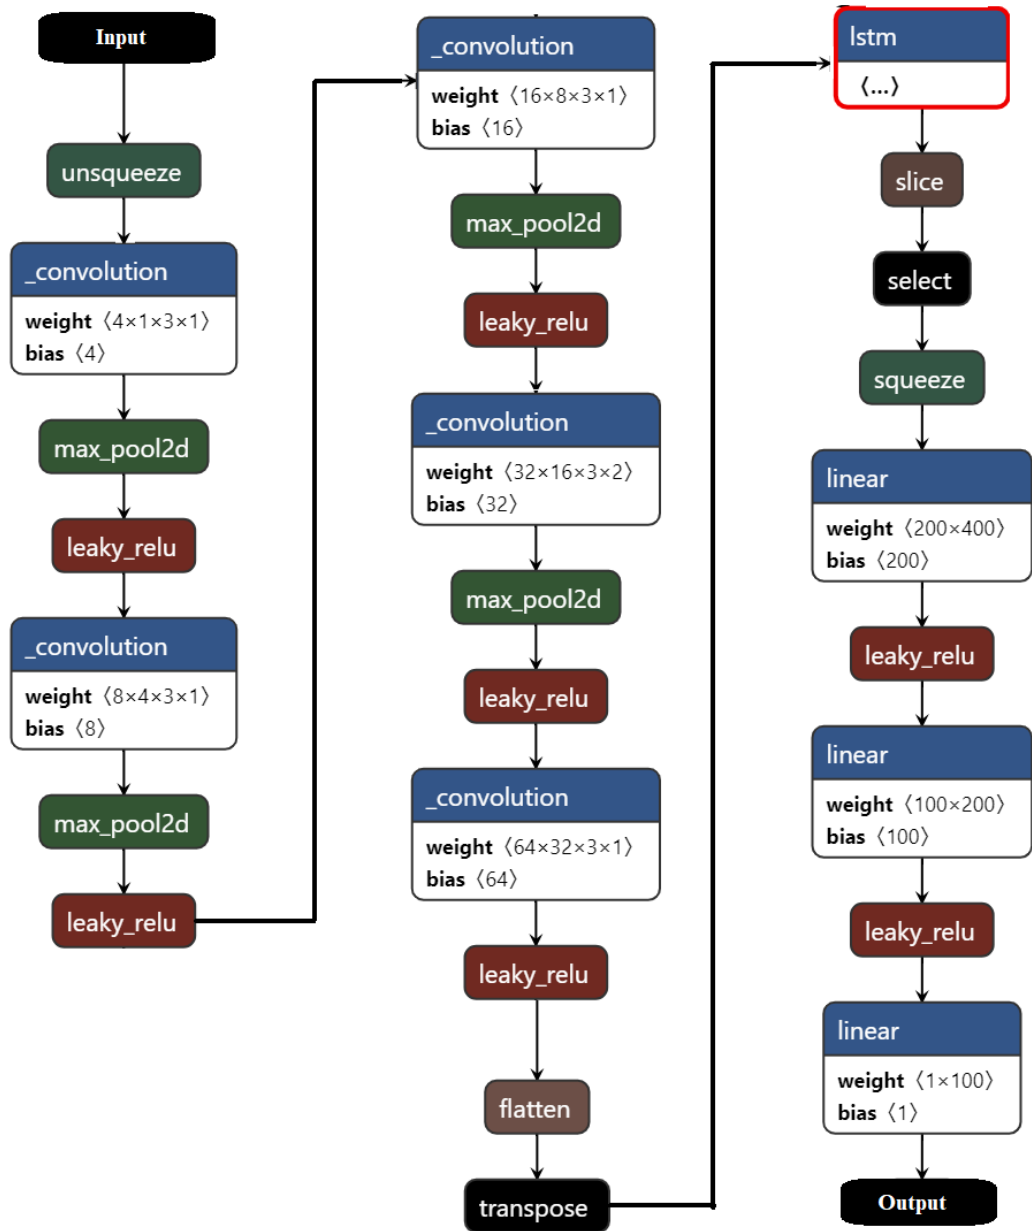 Input
unsqueeze
_convolution
weight〈4×1×3×1〉
bias〈4〉
max_pool2d
leaky_relu
_convolution
weight〈8×4×3×1〉
bias〈8〉
max_pool2d
leaky_relu
_convolution
weight〈16×8×3×1〉
bias〈16〉
max_pool2d
leaky_relu
_convolution
weight〈32×16×3×2〉
bias〈32〉
max_pool2d
leaky_relu
_convolution
weight〈64×32×3×1〉
bias〈64〉
leaky_relu
flatten
transpose
lstm
〈...〉
slice
select
squeeze
linear
weight〈200×400〉
bias〈200〉
leaky_relu
linear
weight〈100×200〉
bias〈100〉
leaky_relu
linear
weight〈1×100〉
bias〈1〉
Output